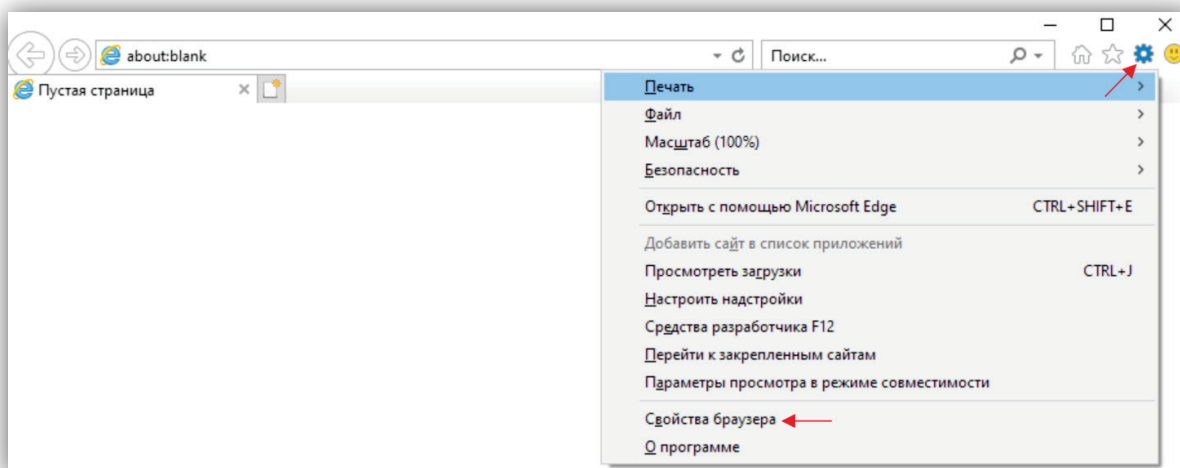 about:blank
Поиск...
Пустая страница
Печать
Файл
Масштаб (100%)
Безопасность
Открыть с помощью Microsoft Edge CTRL+SHIFT+E
Добавить сайт в список приложений
Просмотреть загрузки CTRL+J
Настроить надстройки
Средства разработчика F12
Перейти к закрепленным сайтам
Параметры просмотра в режиме совместимости
Свойства браузера
О программе